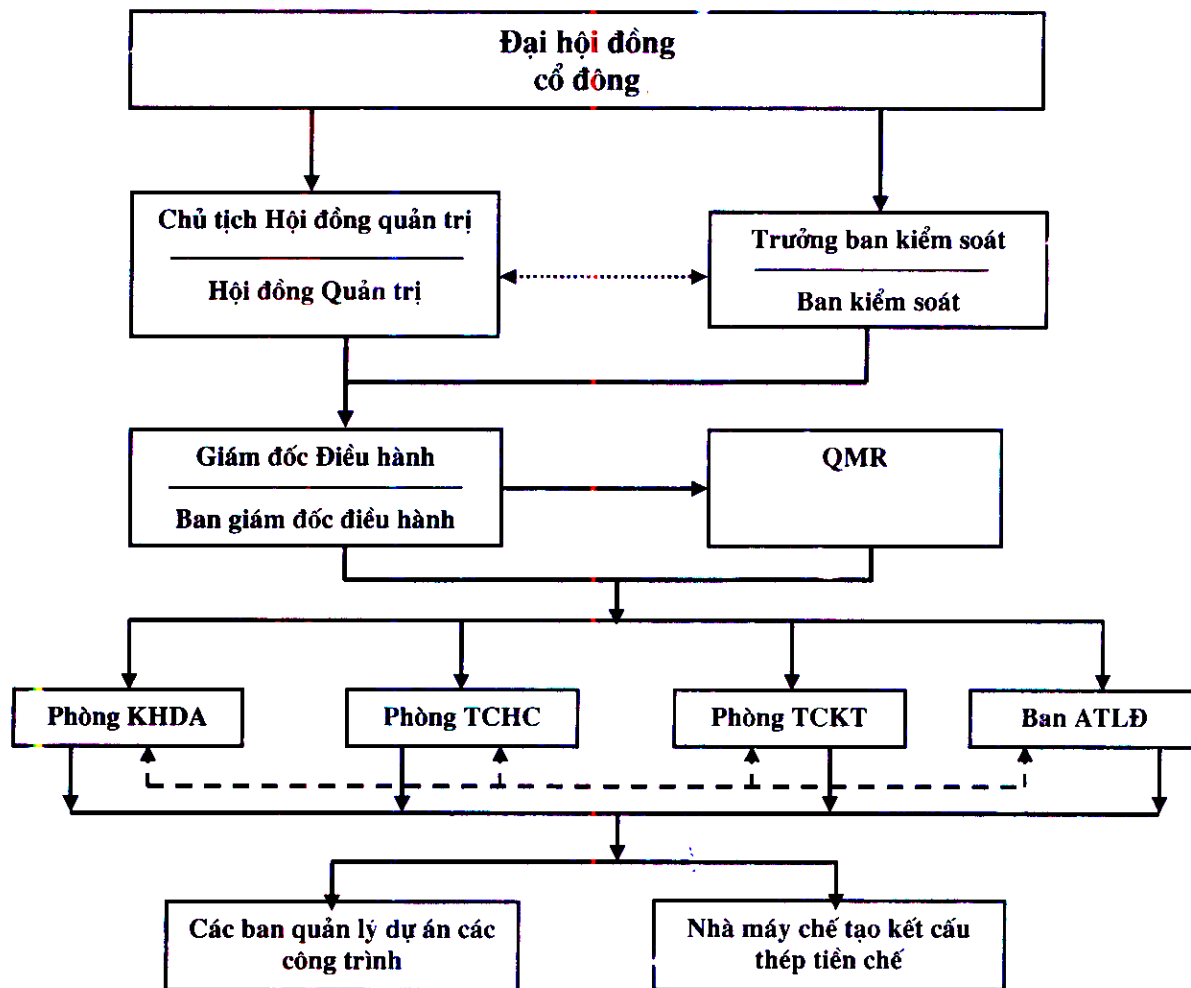 Đại hội đồng
cổ đông
Chủ tịch Hội đồng quản trị
Hội đồng Quản trị
Trưởng ban kiểm soát
Ban kiểm soát
Giám đốc Điều hành
Ban giám đốc điều hành
QMR
Phòng KHDA
Phòng TCHC
Phòng TCKT
Ban ATLĐ
Các ban quản lý dự án các
công trình
Nhà máy chế tạo kết cấu
thép tiền chế